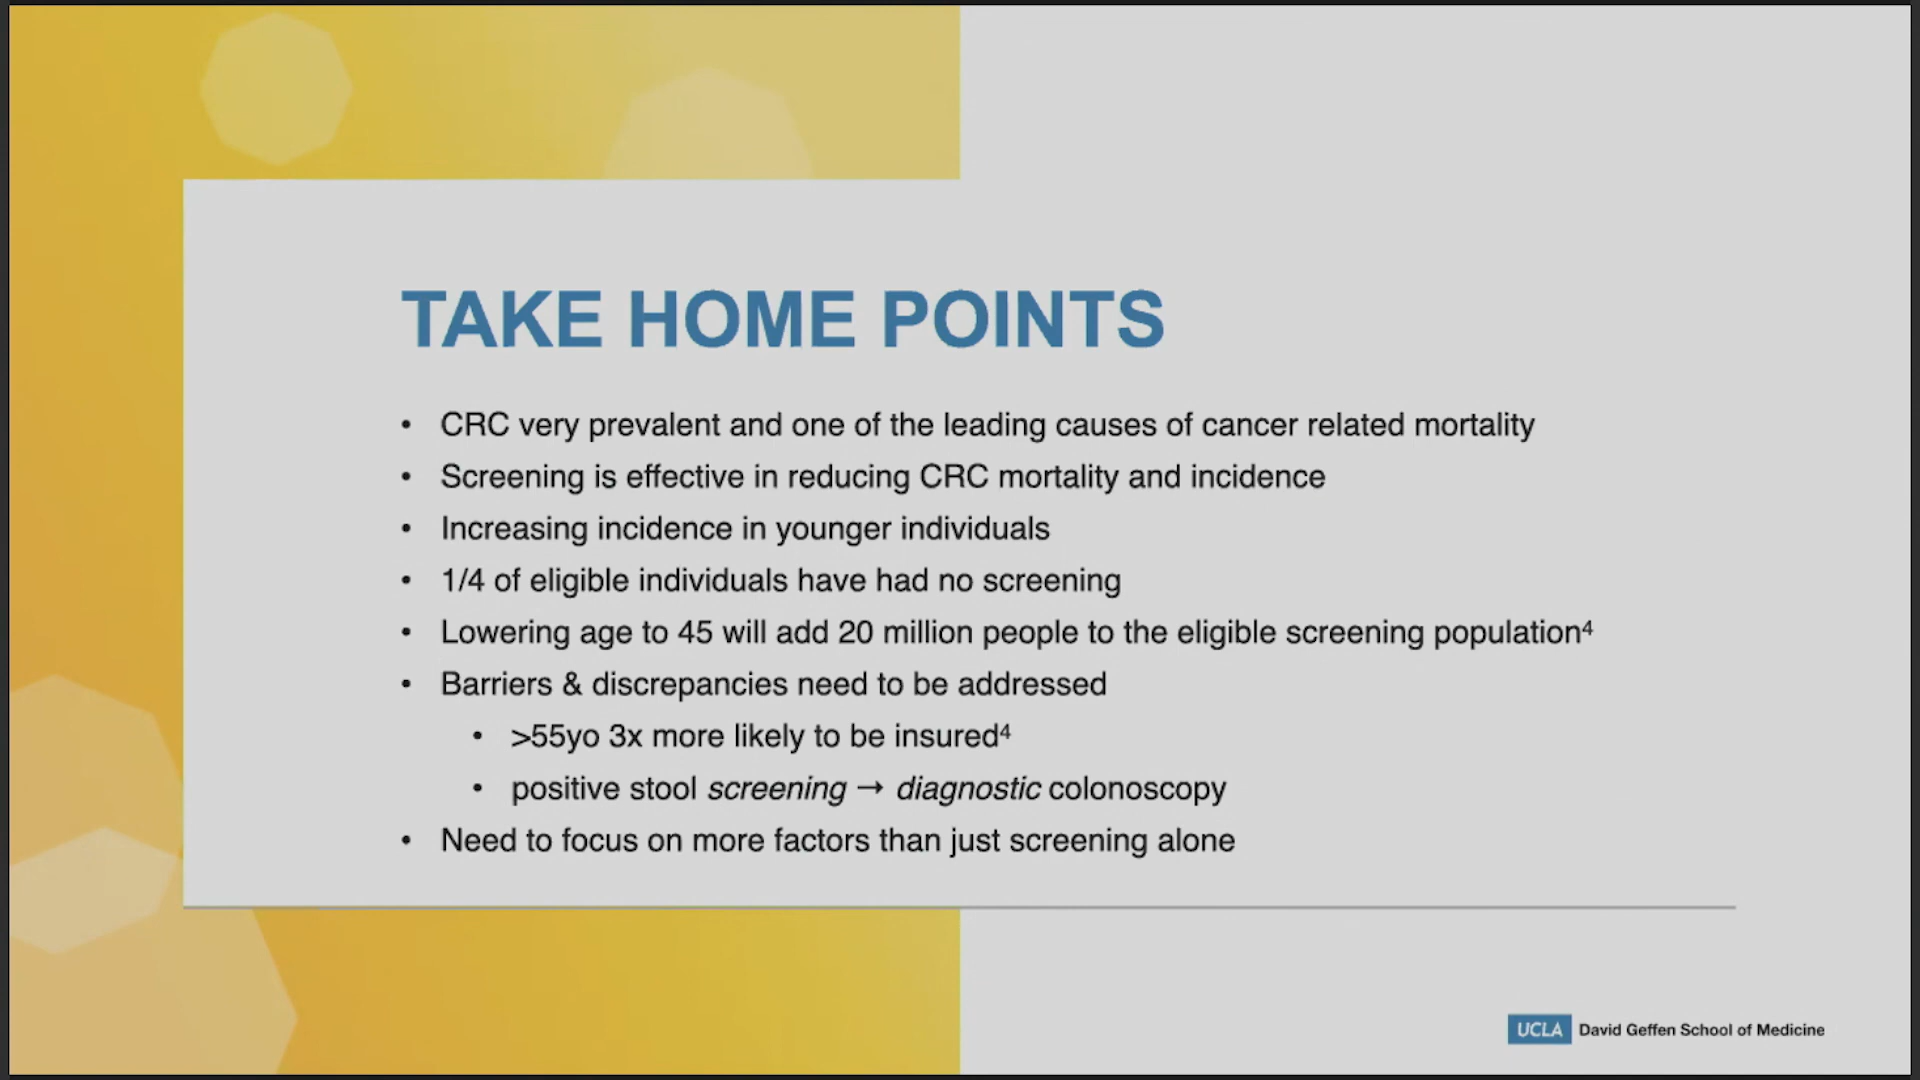 TAKE HOME POINTS
• CRC very prevalent and one of the leading causes of cancer related mortality
• Screening is effective in reducing CRC mortality and incidence
• Increasing incidence in younger individuals
• 1/4 of eligible individuals have had no screening
• Lowering age to 45 will add 20 million people to the eligible screening population⁴
• Barriers & discrepancies need to be addressed
• >55yo 3x more likely to be insured⁴
• positive stool screening → diagnostic colonoscopy
• Need to focus on more factors than just screening alone
UCLA David Geffen School of Medicine